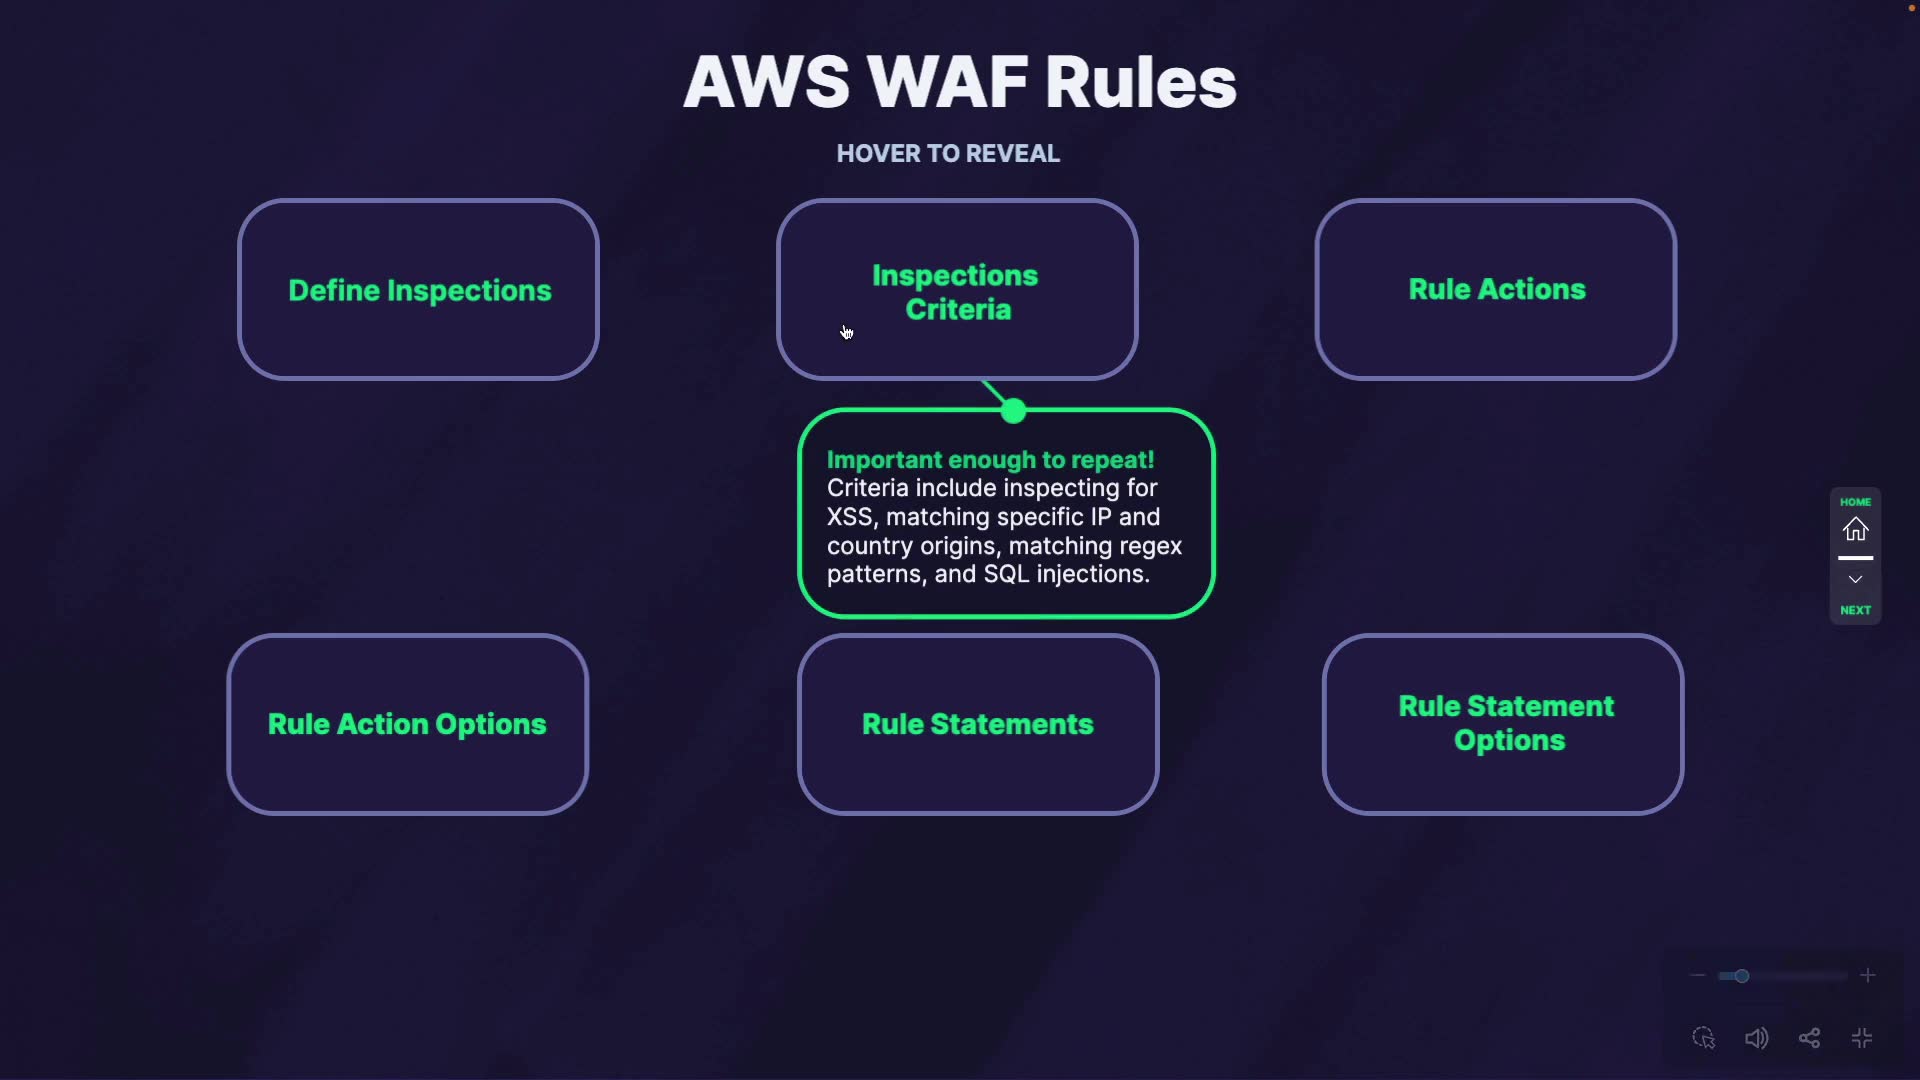 AWS WAF Rules
HOVER TO REVEAL
Define Inspections
Inspections
Criteria
Rule Actions
Important enough to repeat!
Criteria include inspecting for
XSS, matching specific IP and
country origins, matching regex
patterns, and SQL injections.
HOME
NEXT
Rule Action Options
Rule Statements
Rule Statement
Options